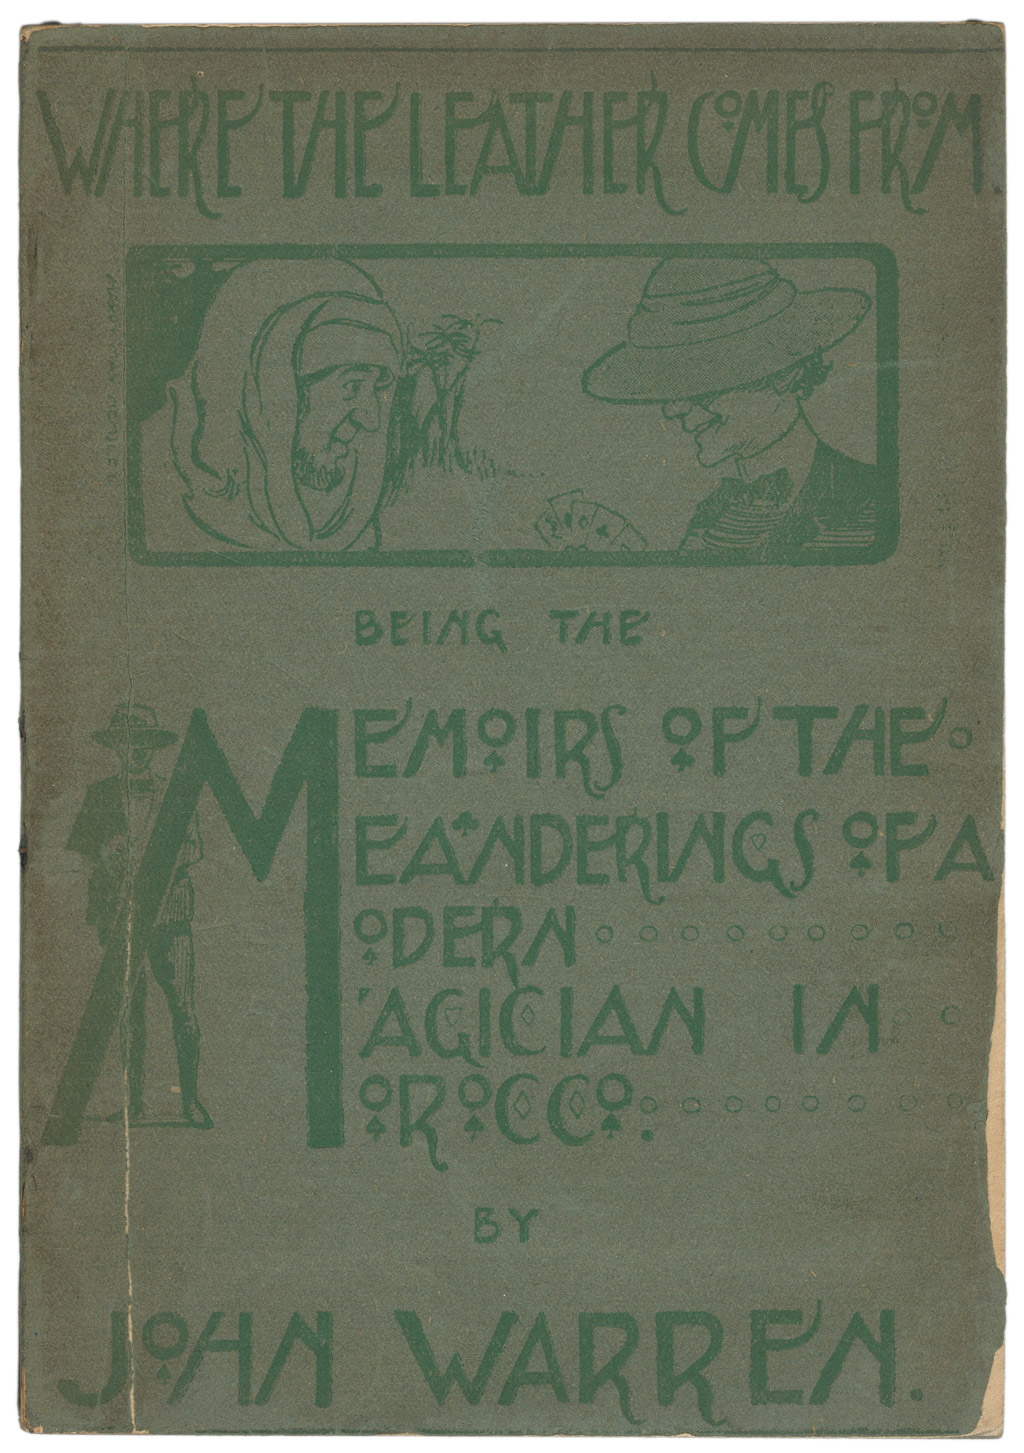 WHERE THE LEATHER COMES FROM.
BEING THE
MEMOIRS OF THE
MEANDERINGS OF A
MODERN
MAGICIAN IN
MOROCCO.
BY
JOHN WARREN.